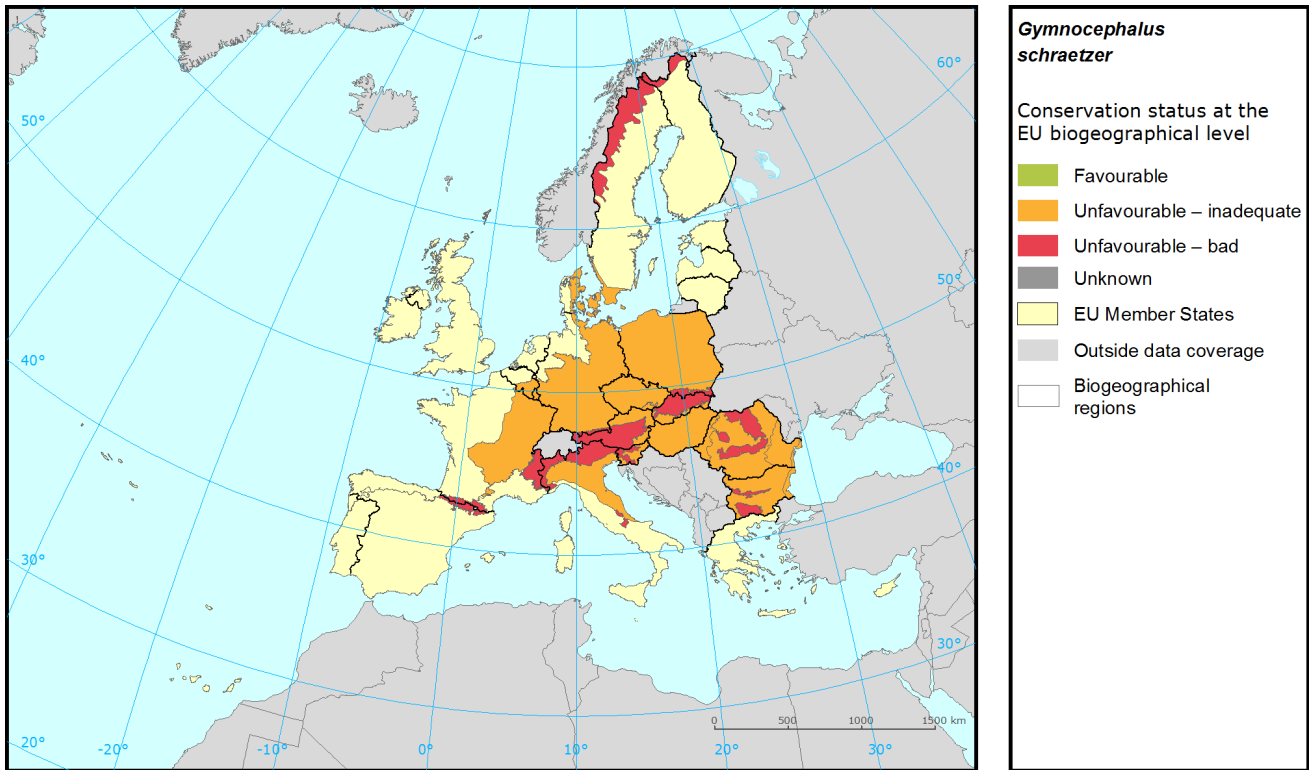 Gymnocephalus
schraetzer
Conservation status at the
EU biogeographical level
Favourable
Unfavourable – inadequate
Unfavourable – bad
Unknown
EU Member States
Outside data coverage
Biogeographical
regions
60°
50°
50°
40°
40°
30°
30°
20°
-20°
-10°
0°
10°
20°
30°
0
500
1000
1500 km